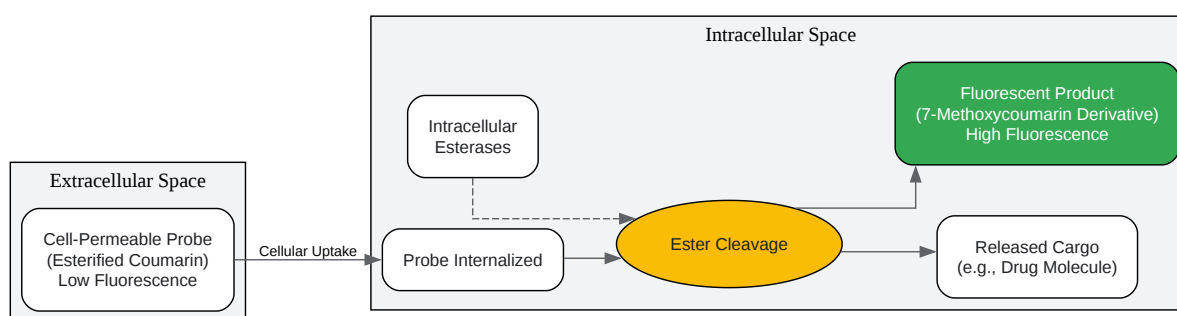 Extracellular Space
Cell-Permeable Probe
(Esterified Coumarin)
Low Fluorescence
Cellular Uptake
Intracellular Space
Intracellular
Esterases
Probe Internalized
Ester Cleavage
Fluorescent Product
(7-Methoxycoumarin Derivative)
High Fluorescence
Released Cargo
(e.g., Drug Molecule)